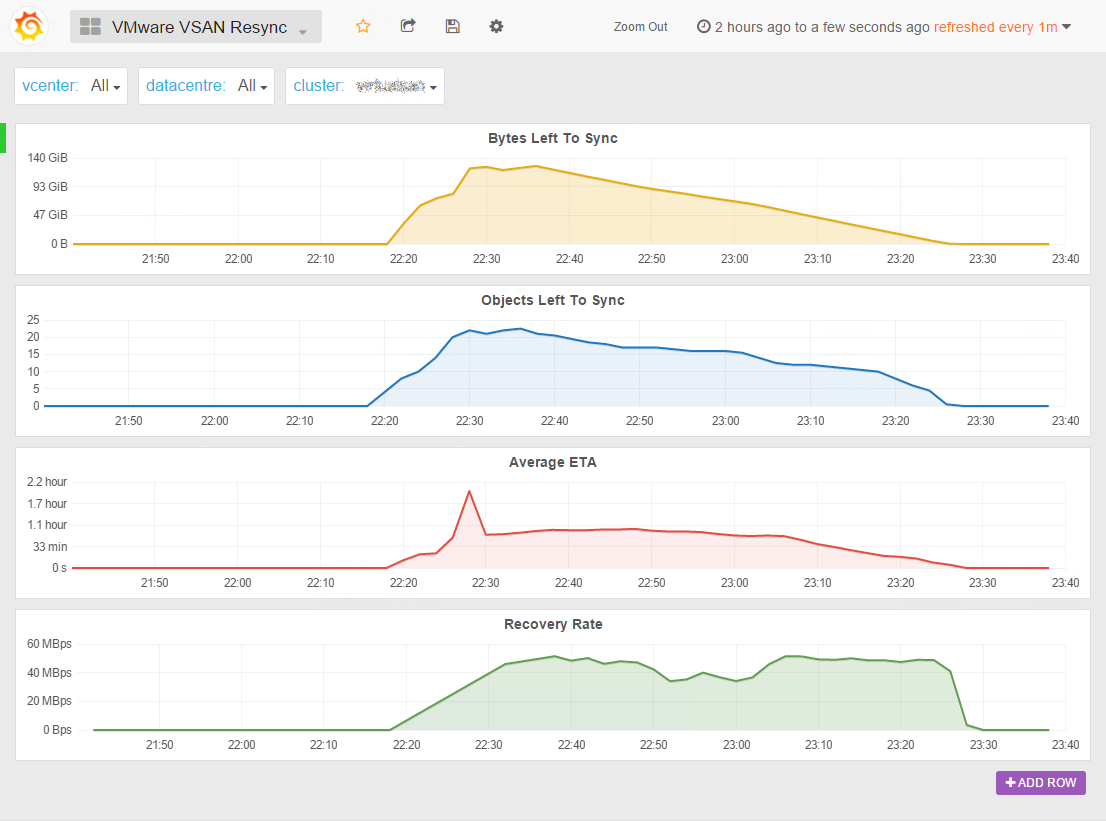 VMware VSAN Resync
Zoom Out
2 hours ago to a few seconds ago refreshed every 1m
vcenter: All
datacentre: All
cluster:
Bytes Left To Sync
140 GiB
93 GiB
47 GiB
0 B
21:50 22:00 22:10 22:20 22:30 22:40 22:50 23:00 23:10 23:20 23:30 23:40
Objects Left To Sync
25
20
15
10
5
0
21:50 22:00 22:10 22:20 22:30 22:40 22:50 23:00 23:10 23:20 23:30 23:40
Average ETA
2.2 hour
1.7 hour
1.1 hour
33 min
0 s
21:50 22:00 22:10 22:20 22:30 22:40 22:50 23:00 23:10 23:20 23:30 23:40
Recovery Rate
60 MBps
40 MBps
20 MBps
0 Bps
21:50 22:00 22:10 22:20 22:30 22:40 22:50 23:00 23:10 23:20 23:30 23:40
+ ADD ROW